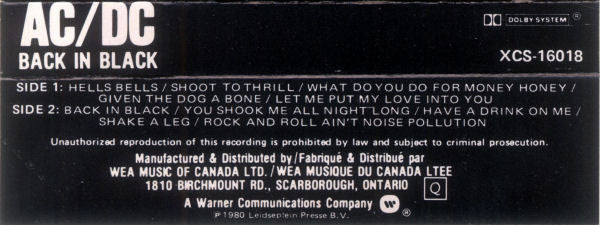 AC/DC
BACK IN BLACK
DOLBY SYSTEM ®
XCS-16018
SIDE 1: HELLS BELLS / SHOOT TO THRILL / WHAT DO YOU DO FOR MONEY HONEY /
GIVEN THE DOG A BONE / LET ME PUT MY LOVE INTO YOU
SIDE 2: BACK IN BLACK / YOU SHOOK ME ALL NIGHT LONG / HAVE A DRINK ON ME /
SHAKE A LEG / ROCK AND ROLL AIN'T NOISE POLLUTION
Unauthorized reproduction of this recording is prohibited by law and subject to criminal prosecution.
Manufactured & Distributed by / Fabriqué & Distribué par
WEA MUSIC OF CANADA LTD. / WEA MUSIQUE DU CANADA LTEE
1810 BIRCHMOUNT RD., SCARBOROUGH, ONTARIO Q
A Warner Communications Company ®
℗ 1980 Leidseplein Presse B.V.